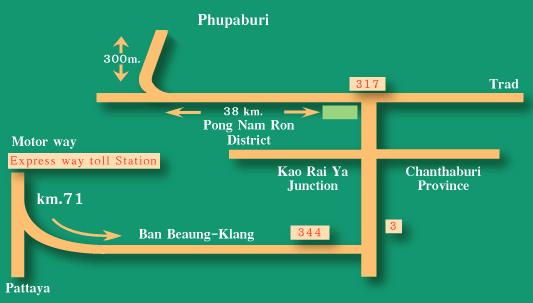 Phupaburi
300m.
317
Trad
38 km.
Pong Nam Ron
District
Motor way
Express way toll Station
Kao Rai Ya
Junction
Chanthaburi
Province
km.71
Ban Beaung-Klang
344
3
Pattaya